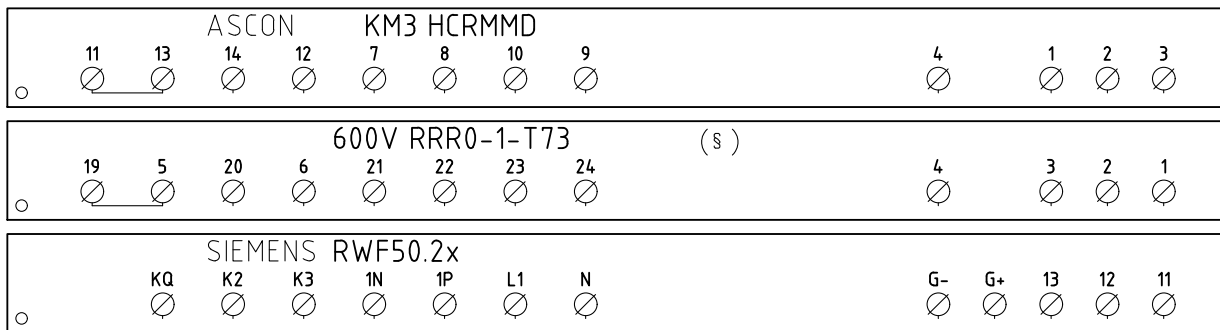 ASCON KM3 HCRMMD
11 13 14 12 7 8 10 9 4 1 2 3
600V RRR0-1-T73 (§)
19 5 20 6 21 22 23 24 4 3 2 1
SIEMENS RWF50.2x
KQ K2 K3 1N 1P L1 N G- G+ 13 12 11